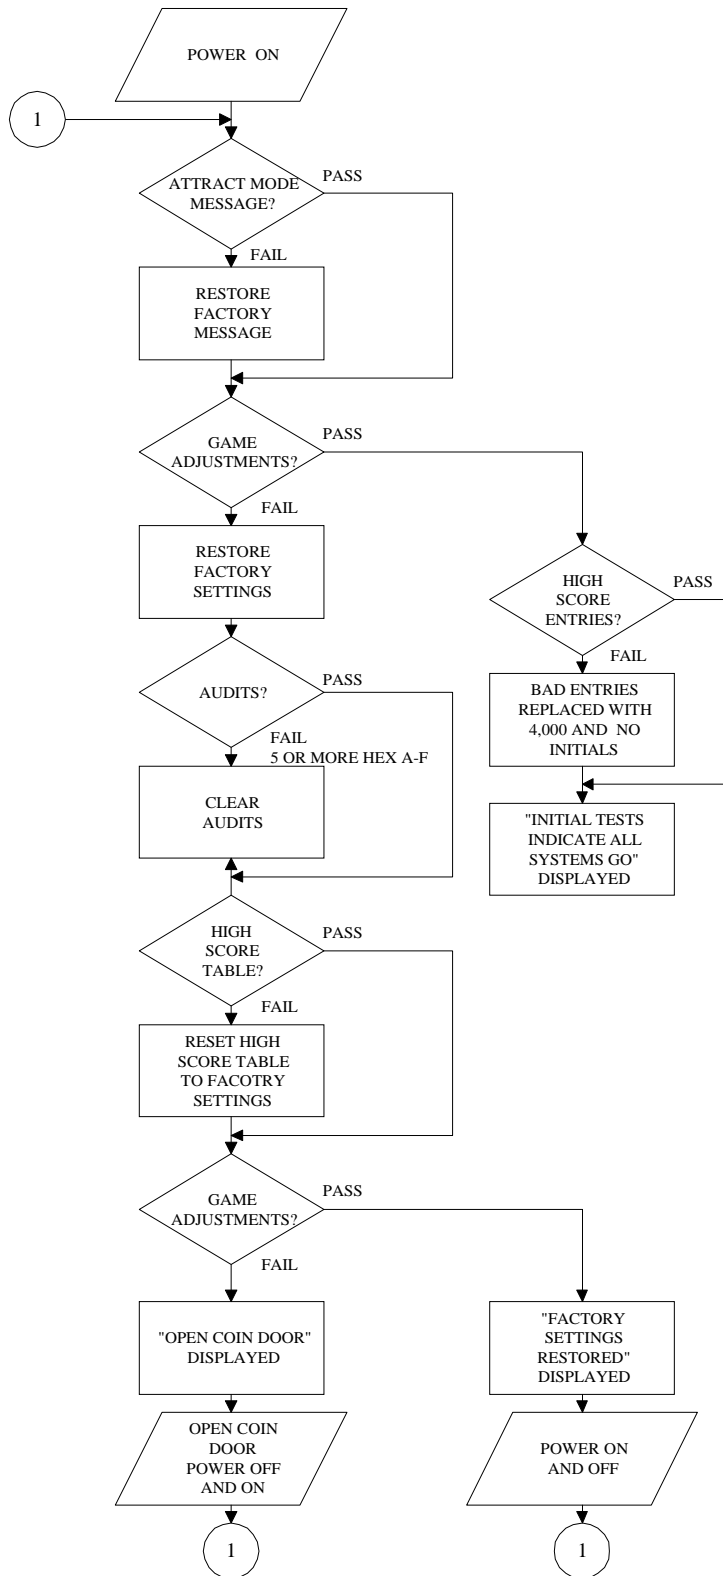 POWER ON
1
ATTRACT MODE
MESSAGE?
PASS
FAIL
RESTORE
FACTORY
MESSAGE
GAME
ADJUSTMENTS?
PASS
FAIL
RESTORE
FACTORY
SETTINGS
HIGH
SCORE
ENTRIES?
PASS
FAIL
BAD ENTRIES
REPLACED WITH
4,000 AND NO
INITIALS
"INITIAL TESTS
INDICATE ALL
SYSTEMS GO"
DISPLAYED
AUDITS?
PASS
FAIL
5 OR MORE HEX A-F
CLEAR
AUDITS
HIGH
SCORE
TABLE?
PASS
FAIL
RESET HIGH
SCORE TABLE
TO FACOTRY
SETTINGS
GAME
ADJUSTMENTS?
PASS
FAIL
"OPEN COIN DOOR"
DISPLAYED
"FACTORY
SETTINGS
RESTORED"
DISPLAYED
OPEN COIN
DOOR
POWER OFF
AND ON
POWER ON
AND OFF
1
1